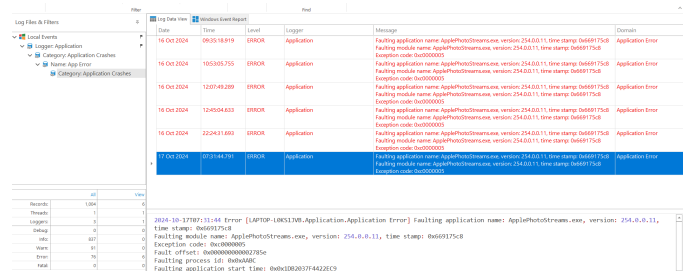 Filter
Find
Log Files & Filters
Log Data View
Windows Event Report
Local Events
Logger: Application
Category: Application Crashes
Name: App Error
Category: Application Crashes
Date Time Level Logger Message Domain
16 Oct 2024 09:35:18.919 ERROR Application Faulting application name: ApplePhotoStreams.exe, version: 254.0.0.11, time stamp: 0x669175c8 Application Error
Faulting module name: ApplePhotoStreams.exe, version: 254.0.0.11, time stamp: 0x669175c8
Exception code: 0xc0000005
16 Oct 2024 10:53:05.755 ERROR Application Faulting application name: ApplePhotoStreams.exe, version: 254.0.0.11, time stamp: 0x669175c8 Application Error
Faulting module name: ApplePhotoStreams.exe, version: 254.0.0.11, time stamp: 0x669175c8
Exception code: 0xc0000005
16 Oct 2024 12:07:49.289 ERROR Application Faulting application name: ApplePhotoStreams.exe, version: 254.0.0.11, time stamp: 0x669175c8 Application Error
Faulting module name: ApplePhotoStreams.exe, version: 254.0.0.11, time stamp: 0x669175c8
Exception code: 0xc0000005
16 Oct 2024 12:45:04.633 ERROR Application Faulting application name: ApplePhotoStreams.exe, version: 254.0.0.11, time stamp: 0x669175c8 Application Error
Faulting module name: ApplePhotoStreams.exe, version: 254.0.0.11, time stamp: 0x669175c8
Exception code: 0xc0000005
16 Oct 2024 22:24:31.693 ERROR Application Faulting application name: ApplePhotoStreams.exe, version: 254.0.0.11, time stamp: 0x669175c8 Application Error
Faulting module name: ApplePhotoStreams.exe, version: 254.0.0.11, time stamp: 0x669175c8
Exception code: 0xc0000005
17 Oct 2024 07:31:44.791 ERROR Application Faulting application name: ApplePhotoStreams.exe, version: 254.0.0.11, time stamp: 0x669175c8 Application Error
Faulting module name: ApplePhotoStreams.exe, version: 254.0.0.11, time stamp: 0x669175c8
Exception code: 0xc0000005
All View
Records: 1,004 6
Threads: 1 1
Loggers: 3 1
Debug: 0 0
Info: 837 0
Warn: 91 0
Error: 76 6
Fatal: 0 0
2024-10-17T07:31:44 Error [LAPTOP-L0K51JVB.Application.Application Error] Faulting application name: ApplePhotoStreams.exe, version: 254.0.0.11,
time stamp: 0x669175c8
Faulting module name: ApplePhotoStreams.exe, version: 254.0.0.11, time stamp: 0x669175c8
Exception code: 0xc0000005
Fault offset: 0x000000000002785e
Faulting process id: 0x0xAABC
Faulting application start time: 0x0x1DB2037F4422EC9